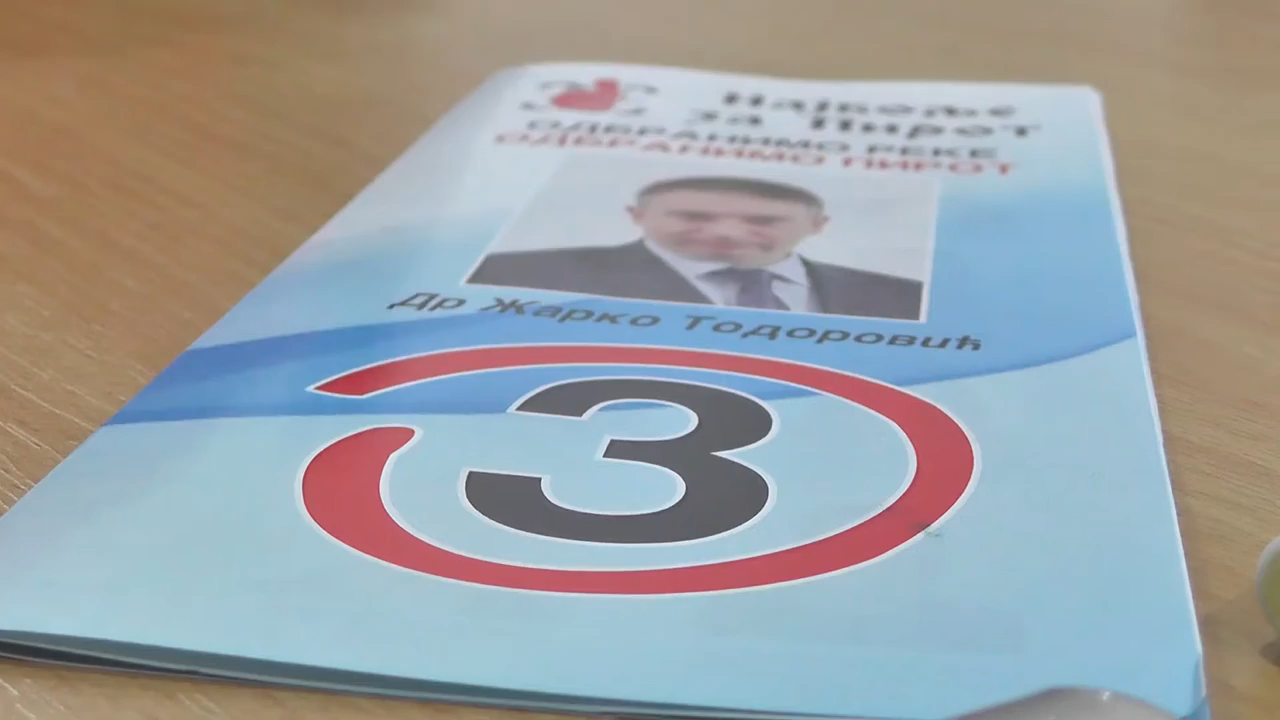 Најбоље
за Пирот
ОДБРАНИМО РЕКЕ
ОДБРАНИМО ПИРОТ
Др Жарко Тодоровић
3